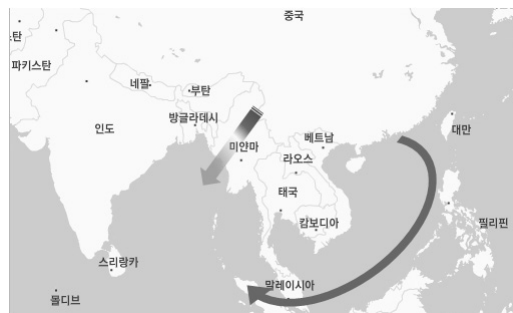 중국
스탄
파키스탄
네팔
부탄
방글라데시
인도
미얀마
베트남
대만
라오스
태국
캄보디아
필리핀
스리랑카
말레이시아
몰디브